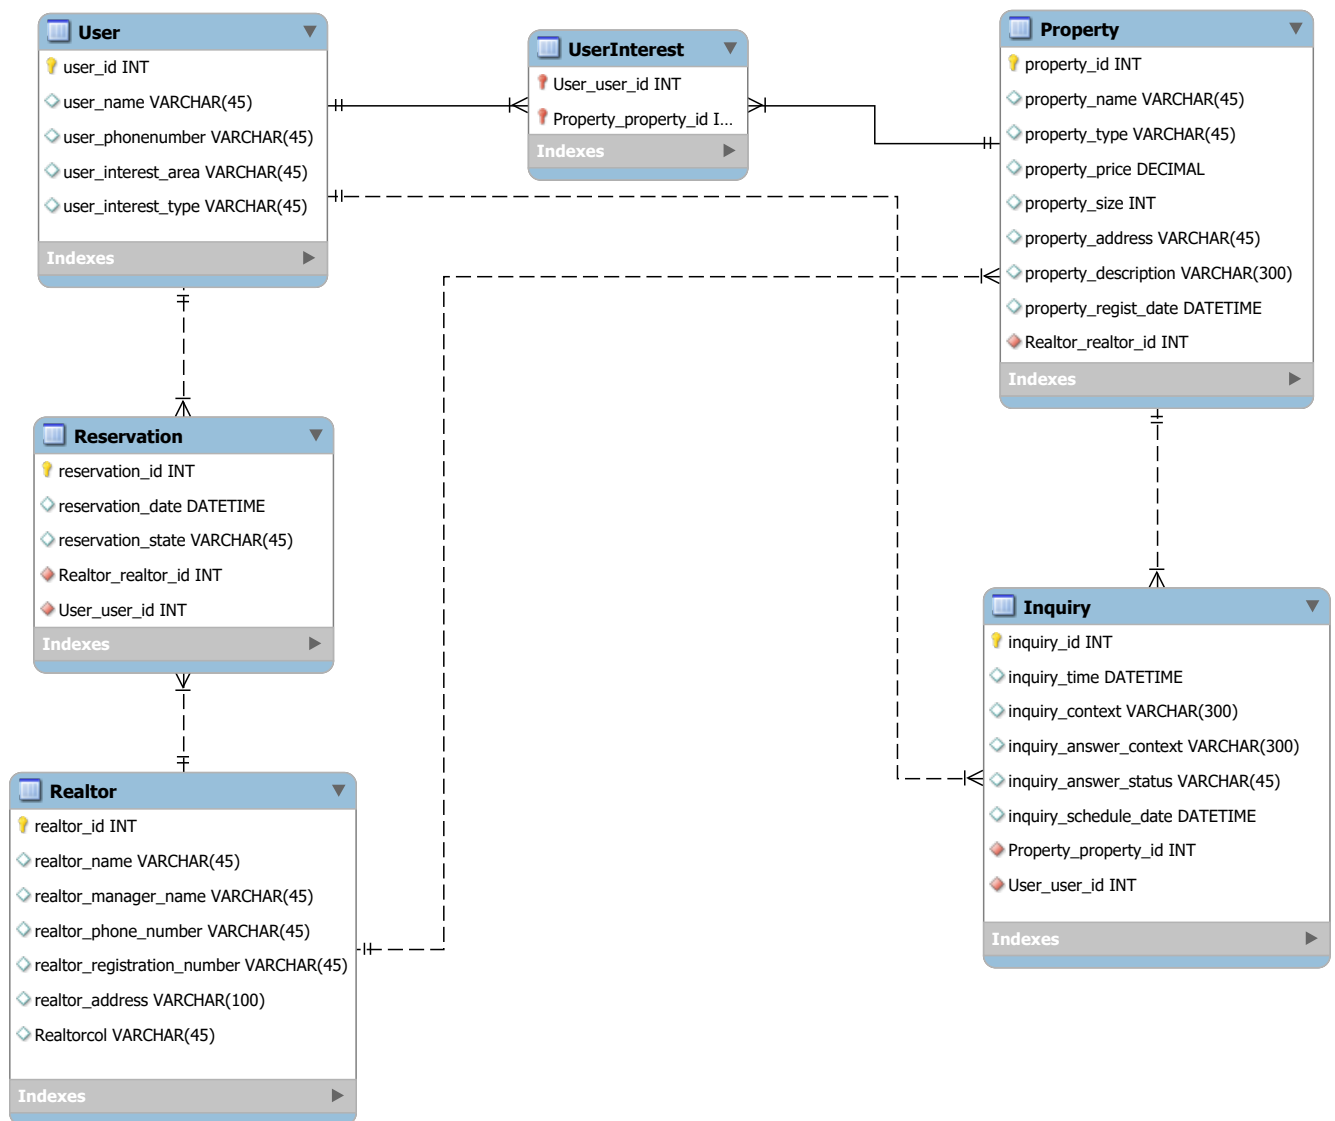 User
user_id INT
user_name VARCHAR(45)
user_phonenumber VARCHAR(45)
user_interest_area VARCHAR(45)
user_interest_type VARCHAR(45)
Indexes
UserInterest
User_user_id INT
Property_property_id I...
Indexes
Property
property_id INT
property_name VARCHAR(45)
property_type VARCHAR(45)
property_price DECIMAL
property_size INT
property_address VARCHAR(45)
property_description VARCHAR(300)
property_regist_date DATETIME
Realtor_realtor_id INT
Indexes
Reservation
reservation_id INT
reservation_date DATETIME
reservation_state VARCHAR(45)
Realtor_realtor_id INT
User_user_id INT
Indexes
Inquiry
inquiry_id INT
inquiry_time DATETIME
inquiry_context VARCHAR(300)
inquiry_answer_context VARCHAR(300)
inquiry_answer_status VARCHAR(45)
inquiry_schedule_date DATETIME
Property_property_id INT
User_user_id INT
Indexes
Realtor
realtor_id INT
realtor_name VARCHAR(45)
realtor_manager_name VARCHAR(45)
realtor_phone_number VARCHAR(45)
realtor_registration_number VARCHAR(45)
realtor_address VARCHAR(100)
Realtorcol VARCHAR(45)
Indexes